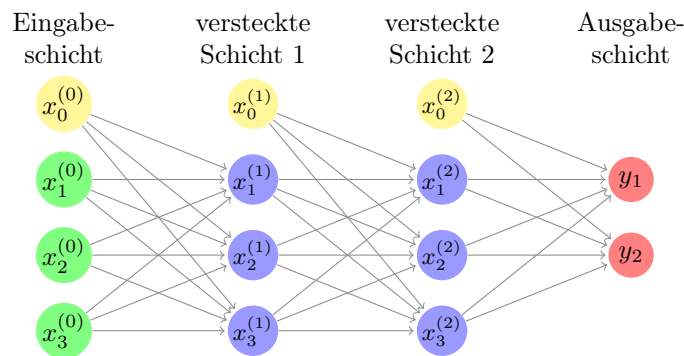 Eingabe- versteckte versteckte Ausgabe-
schicht Schicht 1 Schicht 2 schicht
x_0^{(0)} x_0^{(1)} x_0^{(2)}
x_1^{(0)} x_1^{(1)} x_1^{(2)} y_1
x_2^{(0)} x_2^{(1)} x_2^{(2)} y_2
x_3^{(0)} x_3^{(1)} x_3^{(2)}